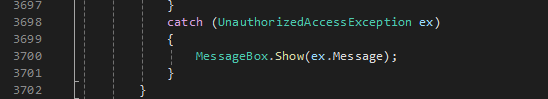 3697 }
3698 catch (UnauthorizedAccessException ex)
3699 {
3700 MessageBox.Show(ex.Message);
3701 }
3702 }